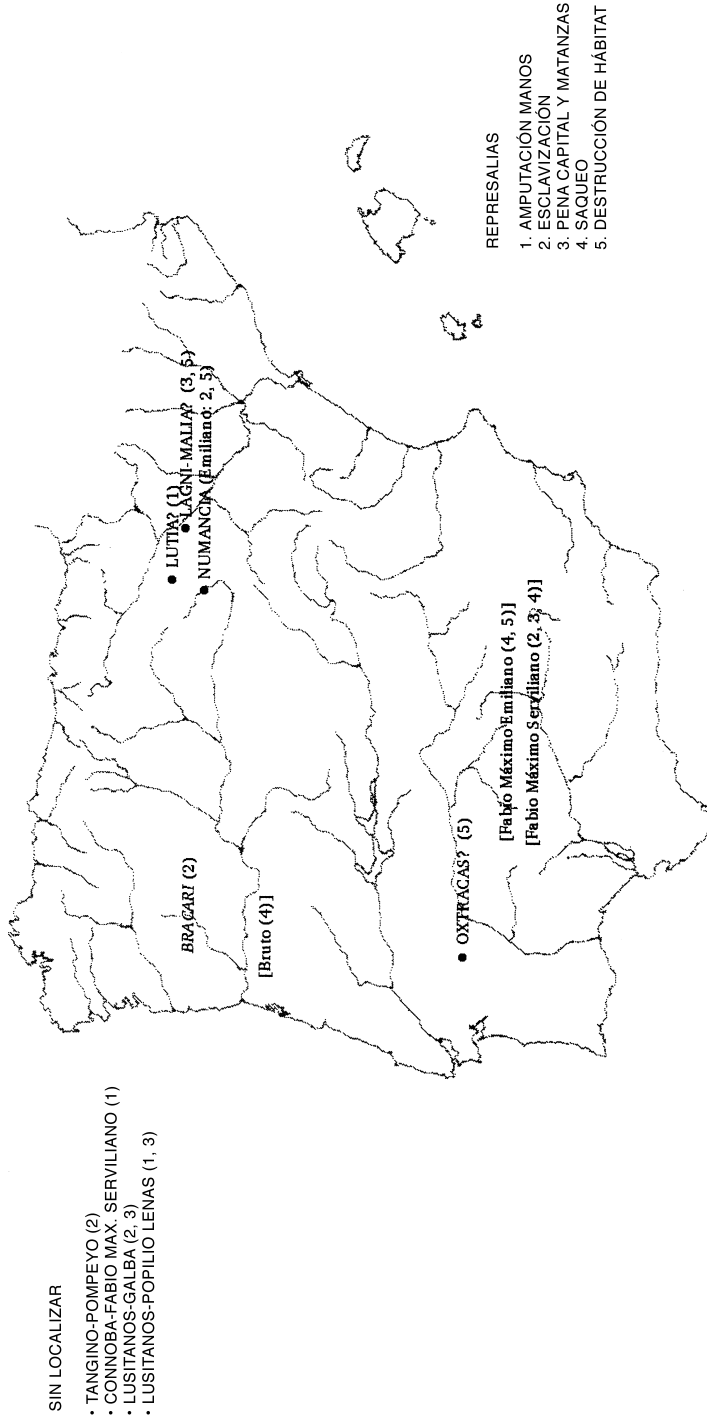 SIN LOCALIZAR
• TANGINO-POMPEYO (2)
• CONNOBA-FABIO MAX. SERVILIANO (1)
• LUSITANOS-GALBA (2, 3)
• LUSITANOS-POPILIO LENAS (1, 3)
BRACARI (2)
[Bruto (4)]
• LUTIA? (1)
• LAGNI-MALIA? (3, 5)
• NUMANCIA (Emiliano: 2, 5)
• OXTRACAS? (5)
[Fabio Máximo Emiliano (4, 5)]
[Fabio Máximo Serviliano (2, 3, 4)]
REPRESALIAS
1. AMPUTACIÓN MANOS
2. ESCLAVIZACIÓN
3. PENA CAPITAL Y MATANZAS
4. SAQUEO
5. DESTRUCCIÓN DE HÁBITAT